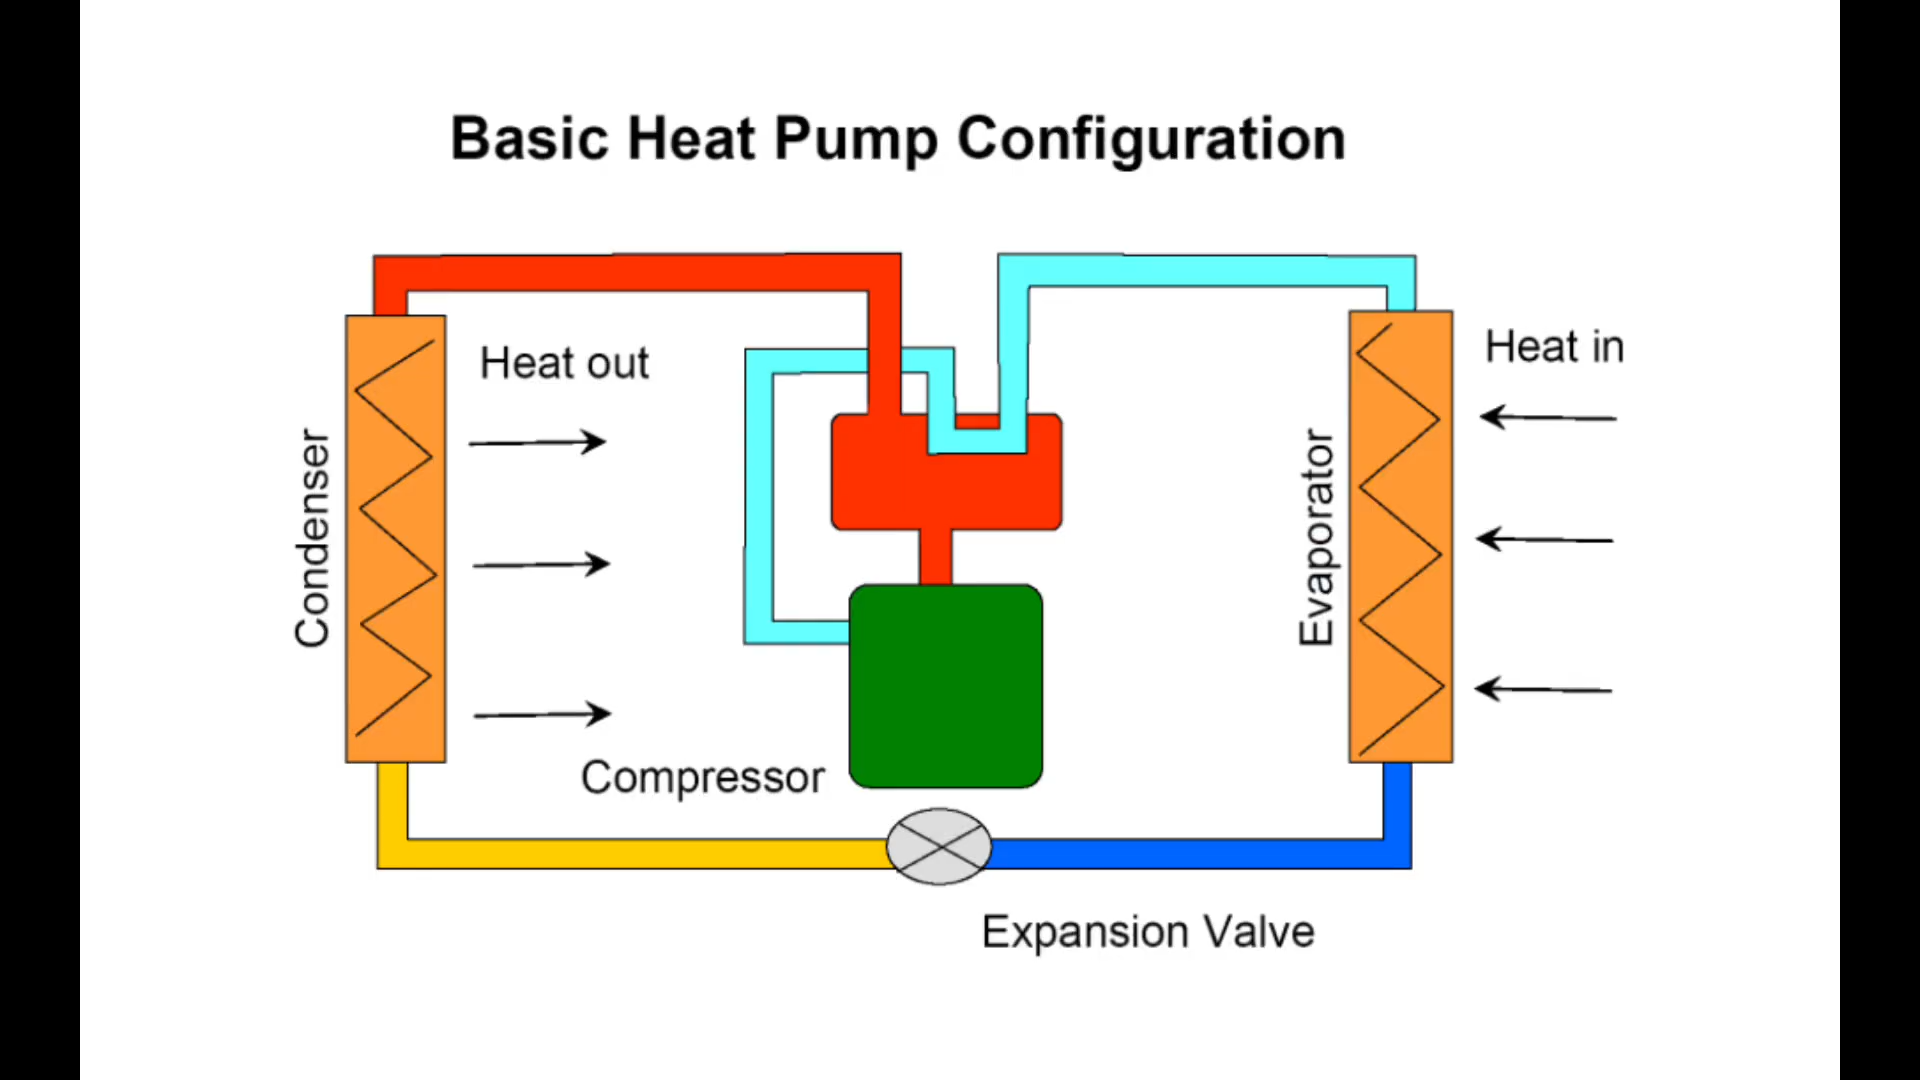 Basic Heat Pump Configuration
Heat out
Heat in
Condenser
Evaporator
Compressor
Expansion Valve